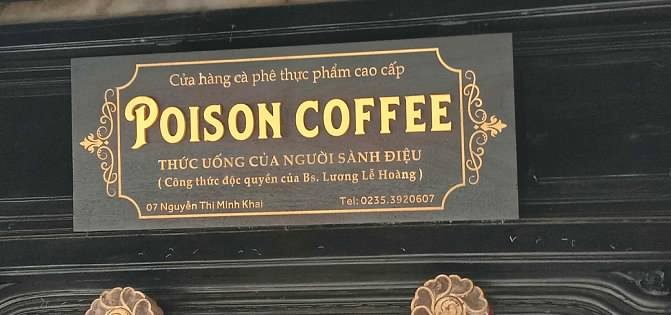 Cửa hàng cà phê thực phẩm cao cấp
POISON COFFEE
THỨC UỐNG CỦA NGƯỜI SÀNH ĐIỆU
( Công thức độc quyền của Bs. Lương Lễ Hoàng )
07 Nguyễn Thị Minh Khai Tel: 0235.3920607